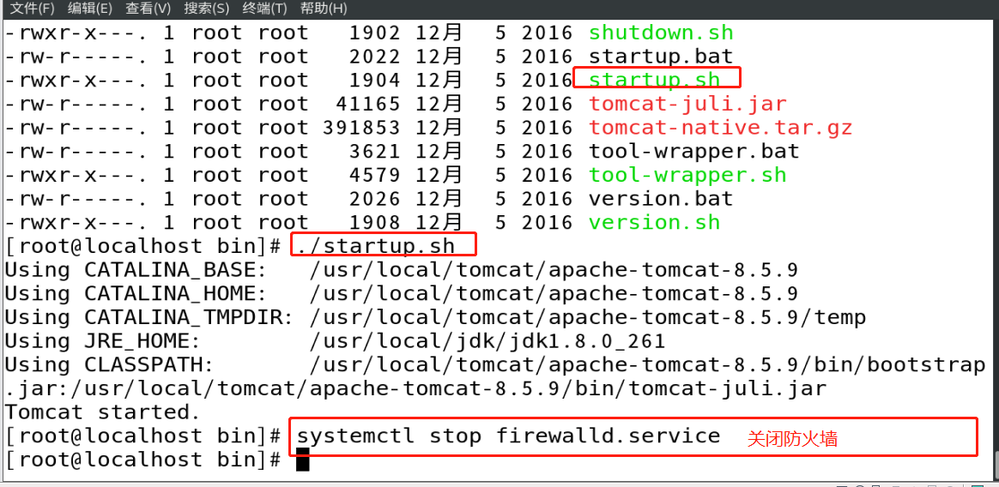 文件(F) 编辑(E) 查看(V) 搜索(S) 终端(T) 帮助(H)
-rwxr-x---. 1 root root   1902 12月  5 2016 shutdown.sh
-rw-r-----. 1 root root   2022 12月  5 2016 startup.bat
-rwxr-x---. 1 root root   1904 12月  5 2016 startup.sh
-rw-r-----. 1 root root  41165 12月  5 2016 tomcat-juli.jar
-rw-r-----. 1 root root 391853 12月  5 2016 tomcat-native.tar.gz
-rw-r-----. 1 root root   3621 12月  5 2016 tool-wrapper.bat
-rwxr-x---. 1 root root   4579 12月  5 2016 tool-wrapper.sh
-rw-r-----. 1 root root   2026 12月  5 2016 version.bat
-rwxr-x---. 1 root root   1908 12月  5 2016 version.sh
[root@localhost bin]# ./startup.sh
Using CATALINA_BASE:   /usr/local/tomcat/apache-tomcat-8.5.9
Using CATALINA_HOME:   /usr/local/tomcat/apache-tomcat-8.5.9
Using CATALINA_TMPDIR: /usr/local/tomcat/apache-tomcat-8.5.9/temp
Using JRE_HOME:        /usr/local/jdk/jdk1.8.0_261
Using CLASSPATH:       /usr/local/tomcat/apache-tomcat-8.5.9/bin/bootstrap
.jar:/usr/local/tomcat/apache-tomcat-8.5.9/bin/tomcat-juli.jar
Tomcat started.
[root@localhost bin]# systemctl stop firewalld.service 关闭防火墙
[root@localhost bin]#